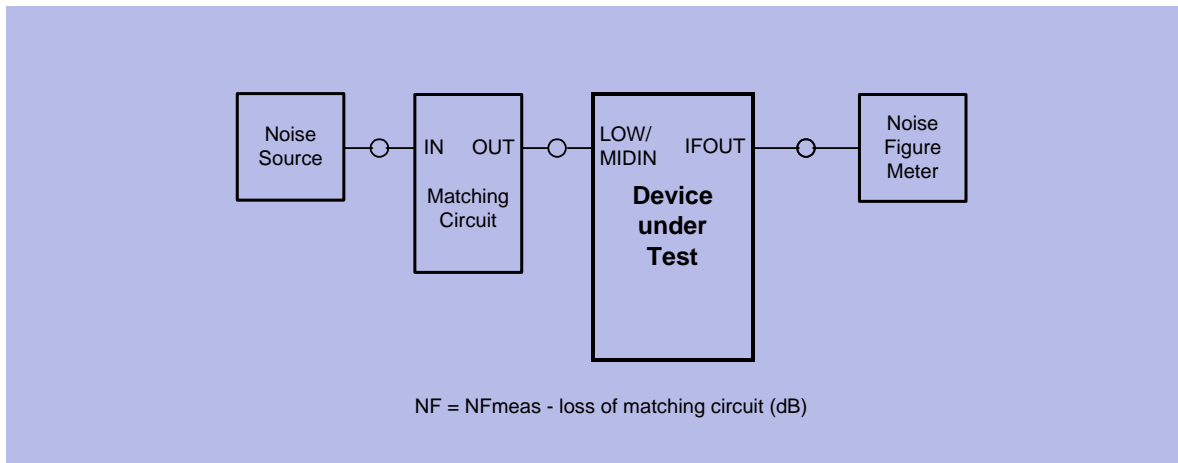 Noise
Source
IN
OUT
Matching
Circuit
LOW/
MIDIN
IFOUT
Device
under
Test
Noise
Figure
Meter
NF = NFmeas - loss of matching circuit (dB)